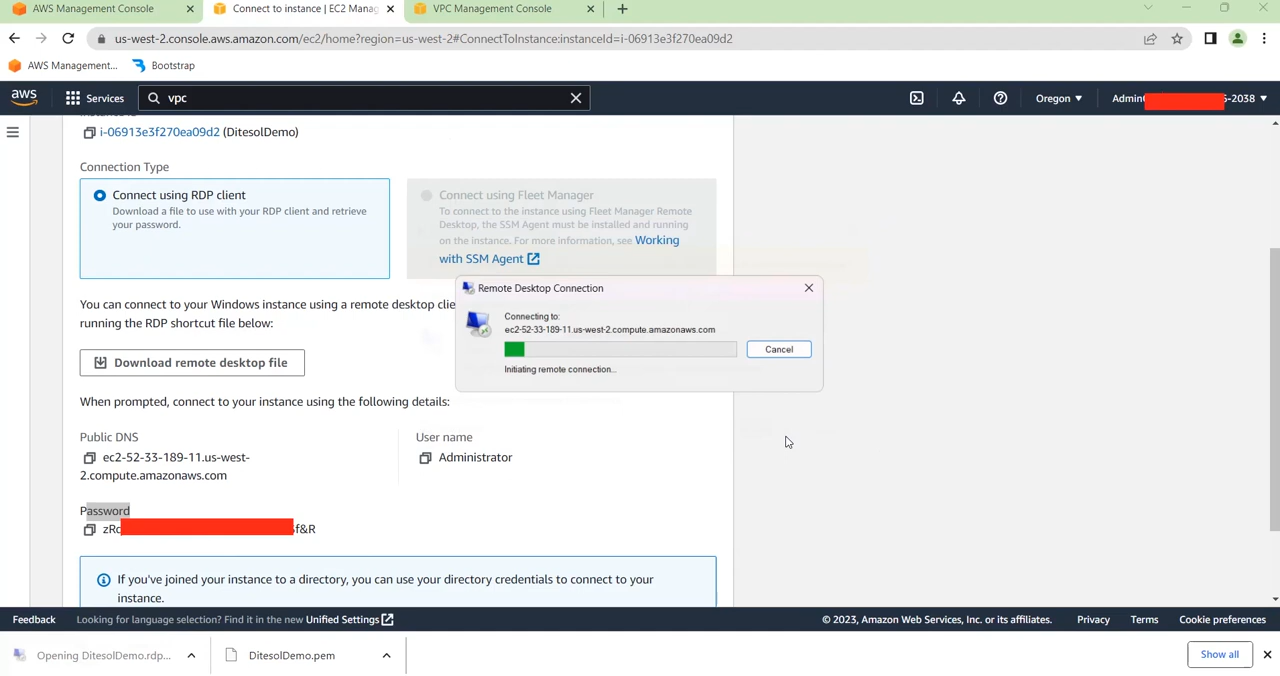 AWS Management Console
Connect to instance | EC2 Manag
VPC Management Console
us-west-2.console.aws.amazon.com/ec2/home?region=us-west-2#ConnectToInstance:instanceId=i-06913e3f270ea09d2
AWS Management...
Bootstrap
aws
Services
vpc
Oregon
Admin
-2038
i-06913e3f270ea09d2 (DitesolDemo)
Connection Type
Connect using RDP client
Download a file to use with your RDP client and retrieve
your password.
Connect using Fleet Manager
To connect to the instance using Fleet Manager Remote
Desktop, the SSM Agent must be installed and running
on the instance. For more information, see Working
with SSM Agent
You can connect to your Windows instance using a remote desktop clie
running the RDP shortcut file below:
Download remote desktop file
When prompted, connect to your instance using the following details:
Remote Desktop Connection
Connecting to:
ec2-52-33-189-11.us-west-2.compute.amazonaws.com
Cancel
Initiating remote connection...
Public DNS
ec2-52-33-189-11.us-west-
2.compute.amazonaws.com
User name
Administrator
Password
f&R
If you've joined your instance to a directory, you can use your directory credentials to connect to your
instance.
Feedback
Looking for language selection? Find it in the new Unified Settings
© 2023, Amazon Web Services, Inc. or its affiliates.
Privacy
Terms
Cookie preferences
Opening DitesolDemo.rdp...
DitesolDemo.pem
Show all